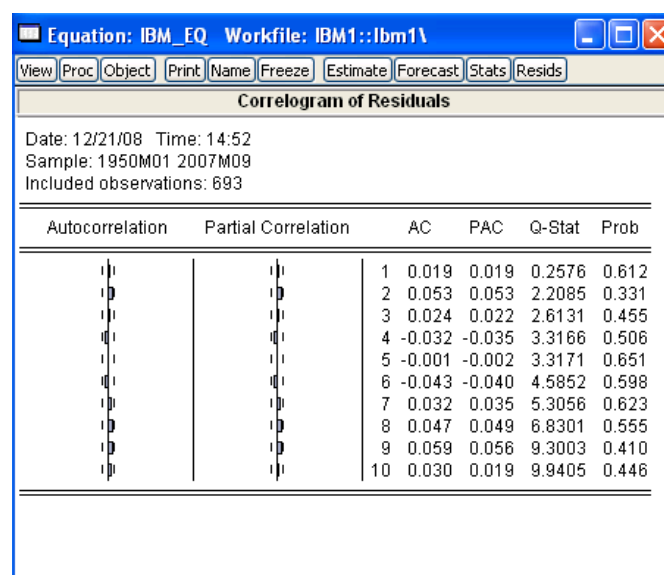 Equation: IBM_EQ Workfile: IBM1::Ibm1\
View Proc Object Print Name Freeze Estimate Forecast Stats Resids
Correlogram of Residuals
Date: 12/21/08 Time: 14:52
Sample: 1950M01 2007M09
Included observations: 693
Autocorrelation Partial Correlation AC PAC Q-Stat Prob
1 0.019 0.019 0.2576 0.612
2 0.053 0.053 2.2085 0.331
3 0.024 0.022 2.6131 0.455
4 -0.032 -0.035 3.3166 0.506
5 -0.001 -0.002 3.3171 0.651
6 -0.043 -0.040 4.5852 0.598
7 0.032 0.035 5.3056 0.623
8 0.047 0.049 6.8301 0.555
9 0.059 0.056 9.3003 0.410
10 0.030 0.019 9.9405 0.446